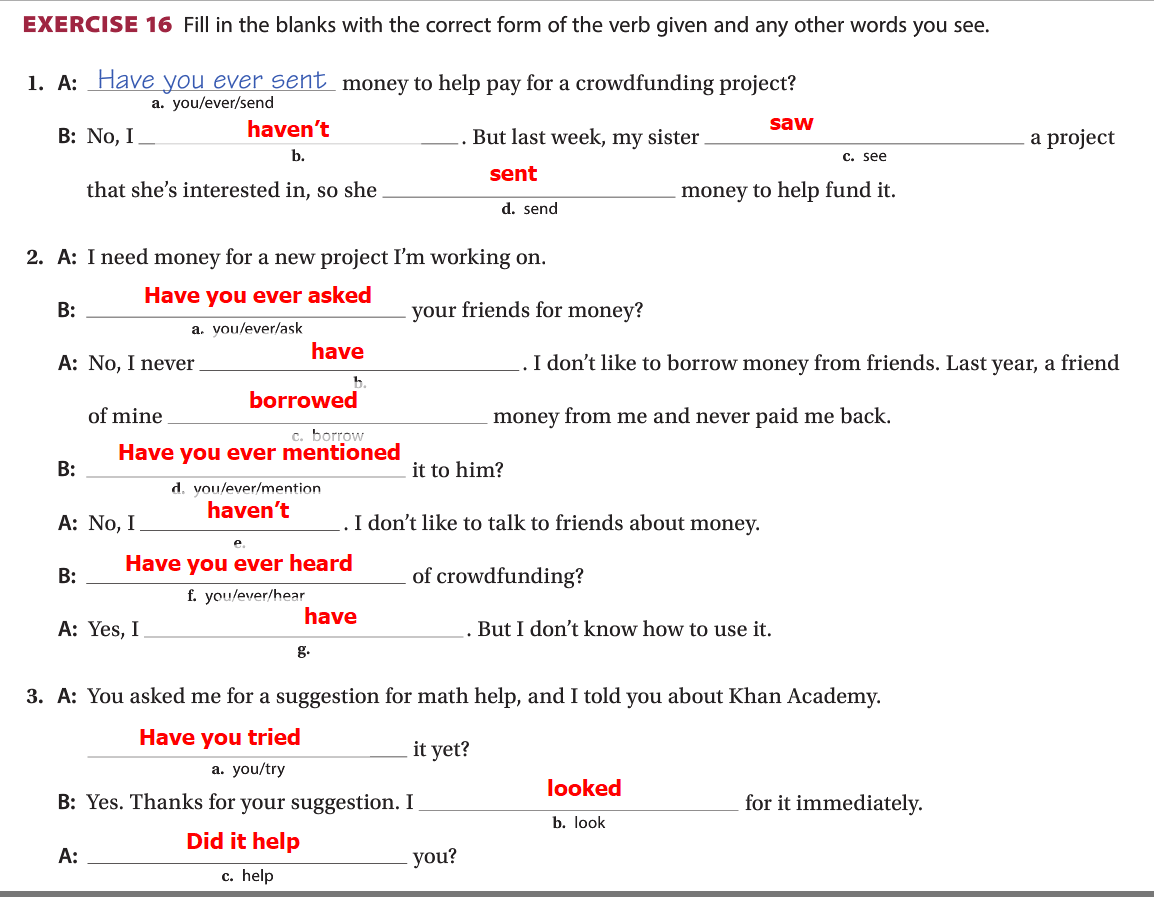 EXERCISE 16 Fill in the blanks with the correct form of the verb given and any other words you see.
1. A: Have you ever sent money to help pay for a crowdfunding project?
a. you/ever/send
B: No, I haven't. But last week, my sister saw a project
b. c. see
that she's interested in, so she sent money to help fund it.
d. send
2. A: I need money for a new project I'm working on.
B: Have you ever asked your friends for money?
a. you/ever/ask
A: No, I never have. I don't like to borrow money from friends. Last year, a friend
b.
of mine borrowed money from me and never paid me back.
c. borrow
B: Have you ever mentioned it to him?
d. you/ever/mention
A: No, I haven't. I don't like to talk to friends about money.
e.
B: Have you ever heard of crowdfunding?
f. you/ever/hear
A: Yes, I have. But I don't know how to use it.
g.
3. A: You asked me for a suggestion for math help, and I told you about Khan Academy.
Have you tried it yet?
a. you/try
B: Yes. Thanks for your suggestion. I looked for it immediately.
b. look
A: Did it help you?
c. help